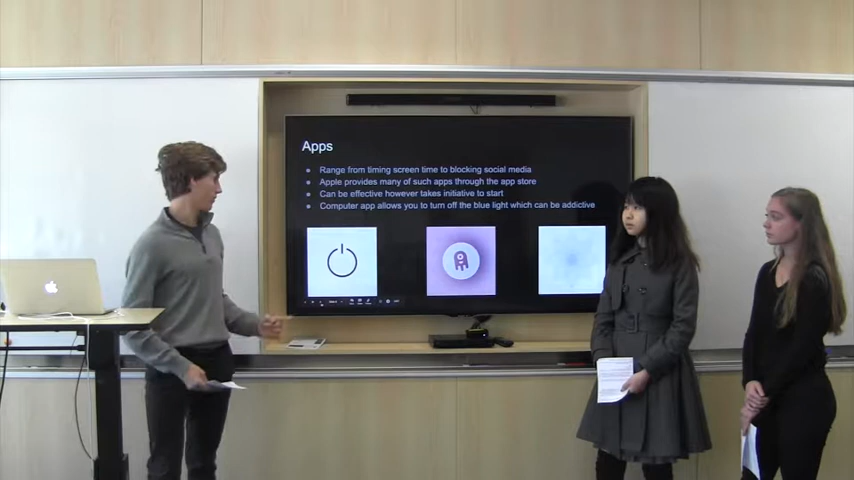 Apps
Range from timing screen time to blocking social media
Apple provides many of such apps through the app store
Can be effective however takes initiative to start
Computer app allows you to turn off the blue light which can be addictive